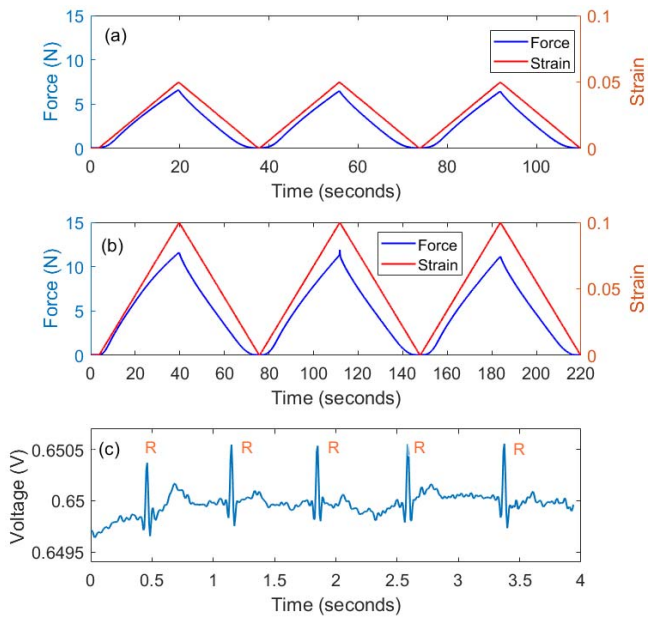 (a)
Force (N)
15
10
5
0
Force
Strain
0.1
0.05
0
Strain
0 20 40 60 80 100
Time (seconds)
(b)
Force (N)
15
10
5
0
Force
Strain
0.1
0.05
0
Strain
0 20 40 60 80 100 120 140 160 180 200 220
Time (seconds)
(c)
Voltage (V)
0.6505
0.65
0.6495
R R R R R
0 0.5 1 1.5 2 2.5 3 3.5 4
Time (seconds)